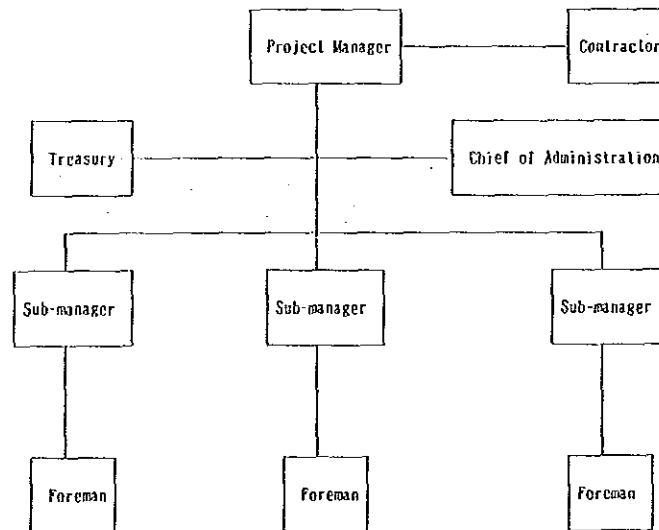 Project Manager
Contractor
Treasury
Chief of Administration
Sub-manager
Sub-manager
Sub-manager
Foreman
Foreman
Foreman